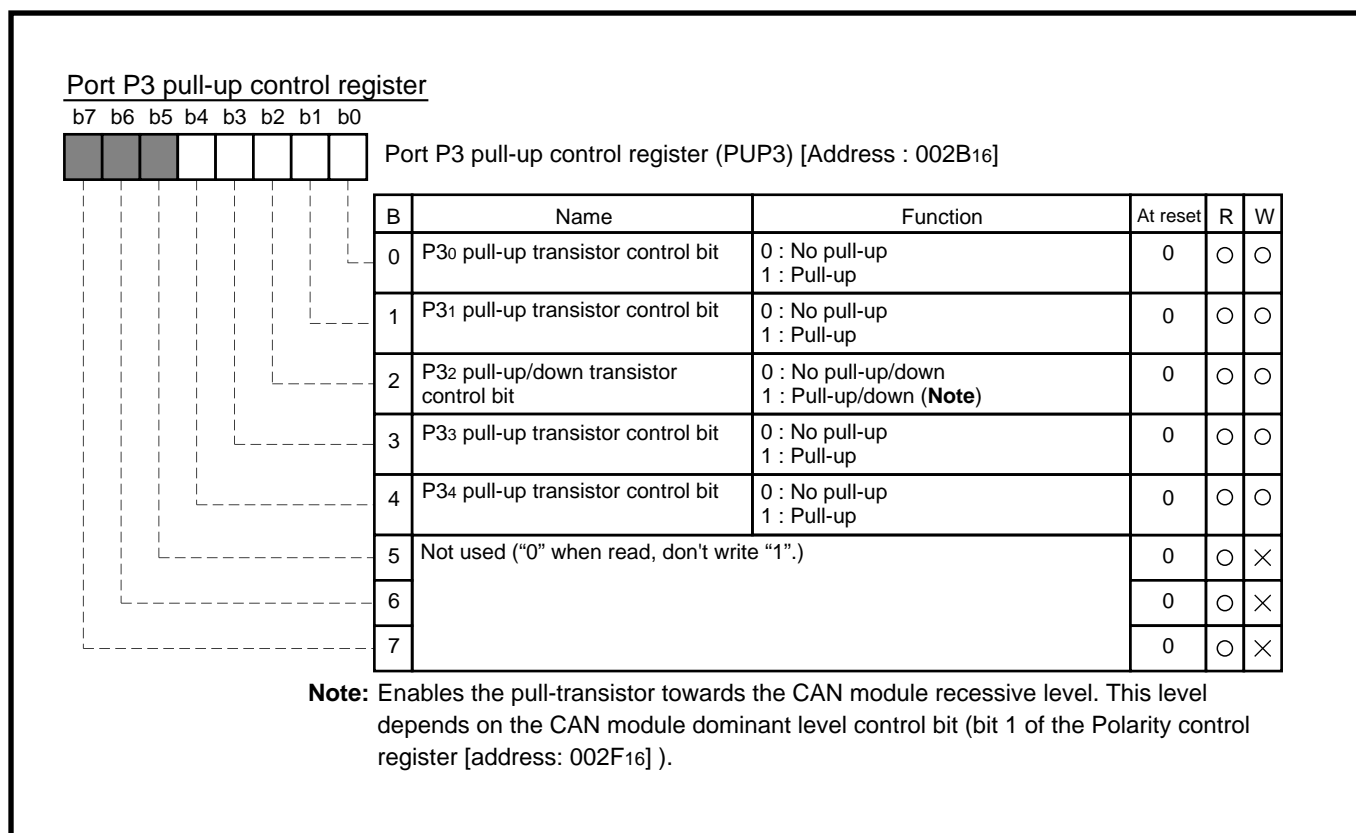 Port P3 pull-up control register
b7 b6 b5 b4 b3 b2 b1 b0
Port P3 pull-up control register (PUP3) [Address : 002B16]
B Name Function At reset R W
0 P30 pull-up transistor control bit 0 : No pull-up 0 ○ ○
1 : Pull-up
1 P31 pull-up transistor control bit 0 : No pull-up 0 ○ ○
1 : Pull-up
2 P32 pull-up/down transistor 0 : No pull-up/down 0 ○ ○
control bit 1 : Pull-up/down (Note)
3 P33 pull-up transistor control bit 0 : No pull-up 0 ○ ○
1 : Pull-up
4 P34 pull-up transistor control bit 0 : No pull-up 0 ○ ○
1 : Pull-up
5 Not used (“0” when read, don't write “1”.) 0 ○ ×
6 0 ○ ×
7 0 ○ ×
Note: Enables the pull-transistor towards the CAN module recessive level. This level
depends on the CAN module dominant level control bit (bit 1 of the Polarity control
register [address: 002F16] ).